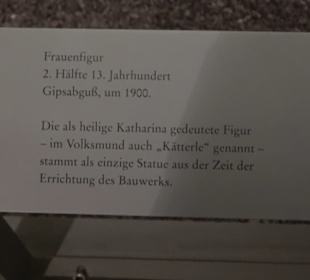 Frauenfigur
2. Hälfte 13. Jahrhundert
Gipsabguß, um 1900.
Die als heilige Katharina gedeutete Figur
– im Volksmund auch „Kätterle“ genannt –
stammt als einzige Statue aus der Zeit der
Errichtung des Bauwerks.